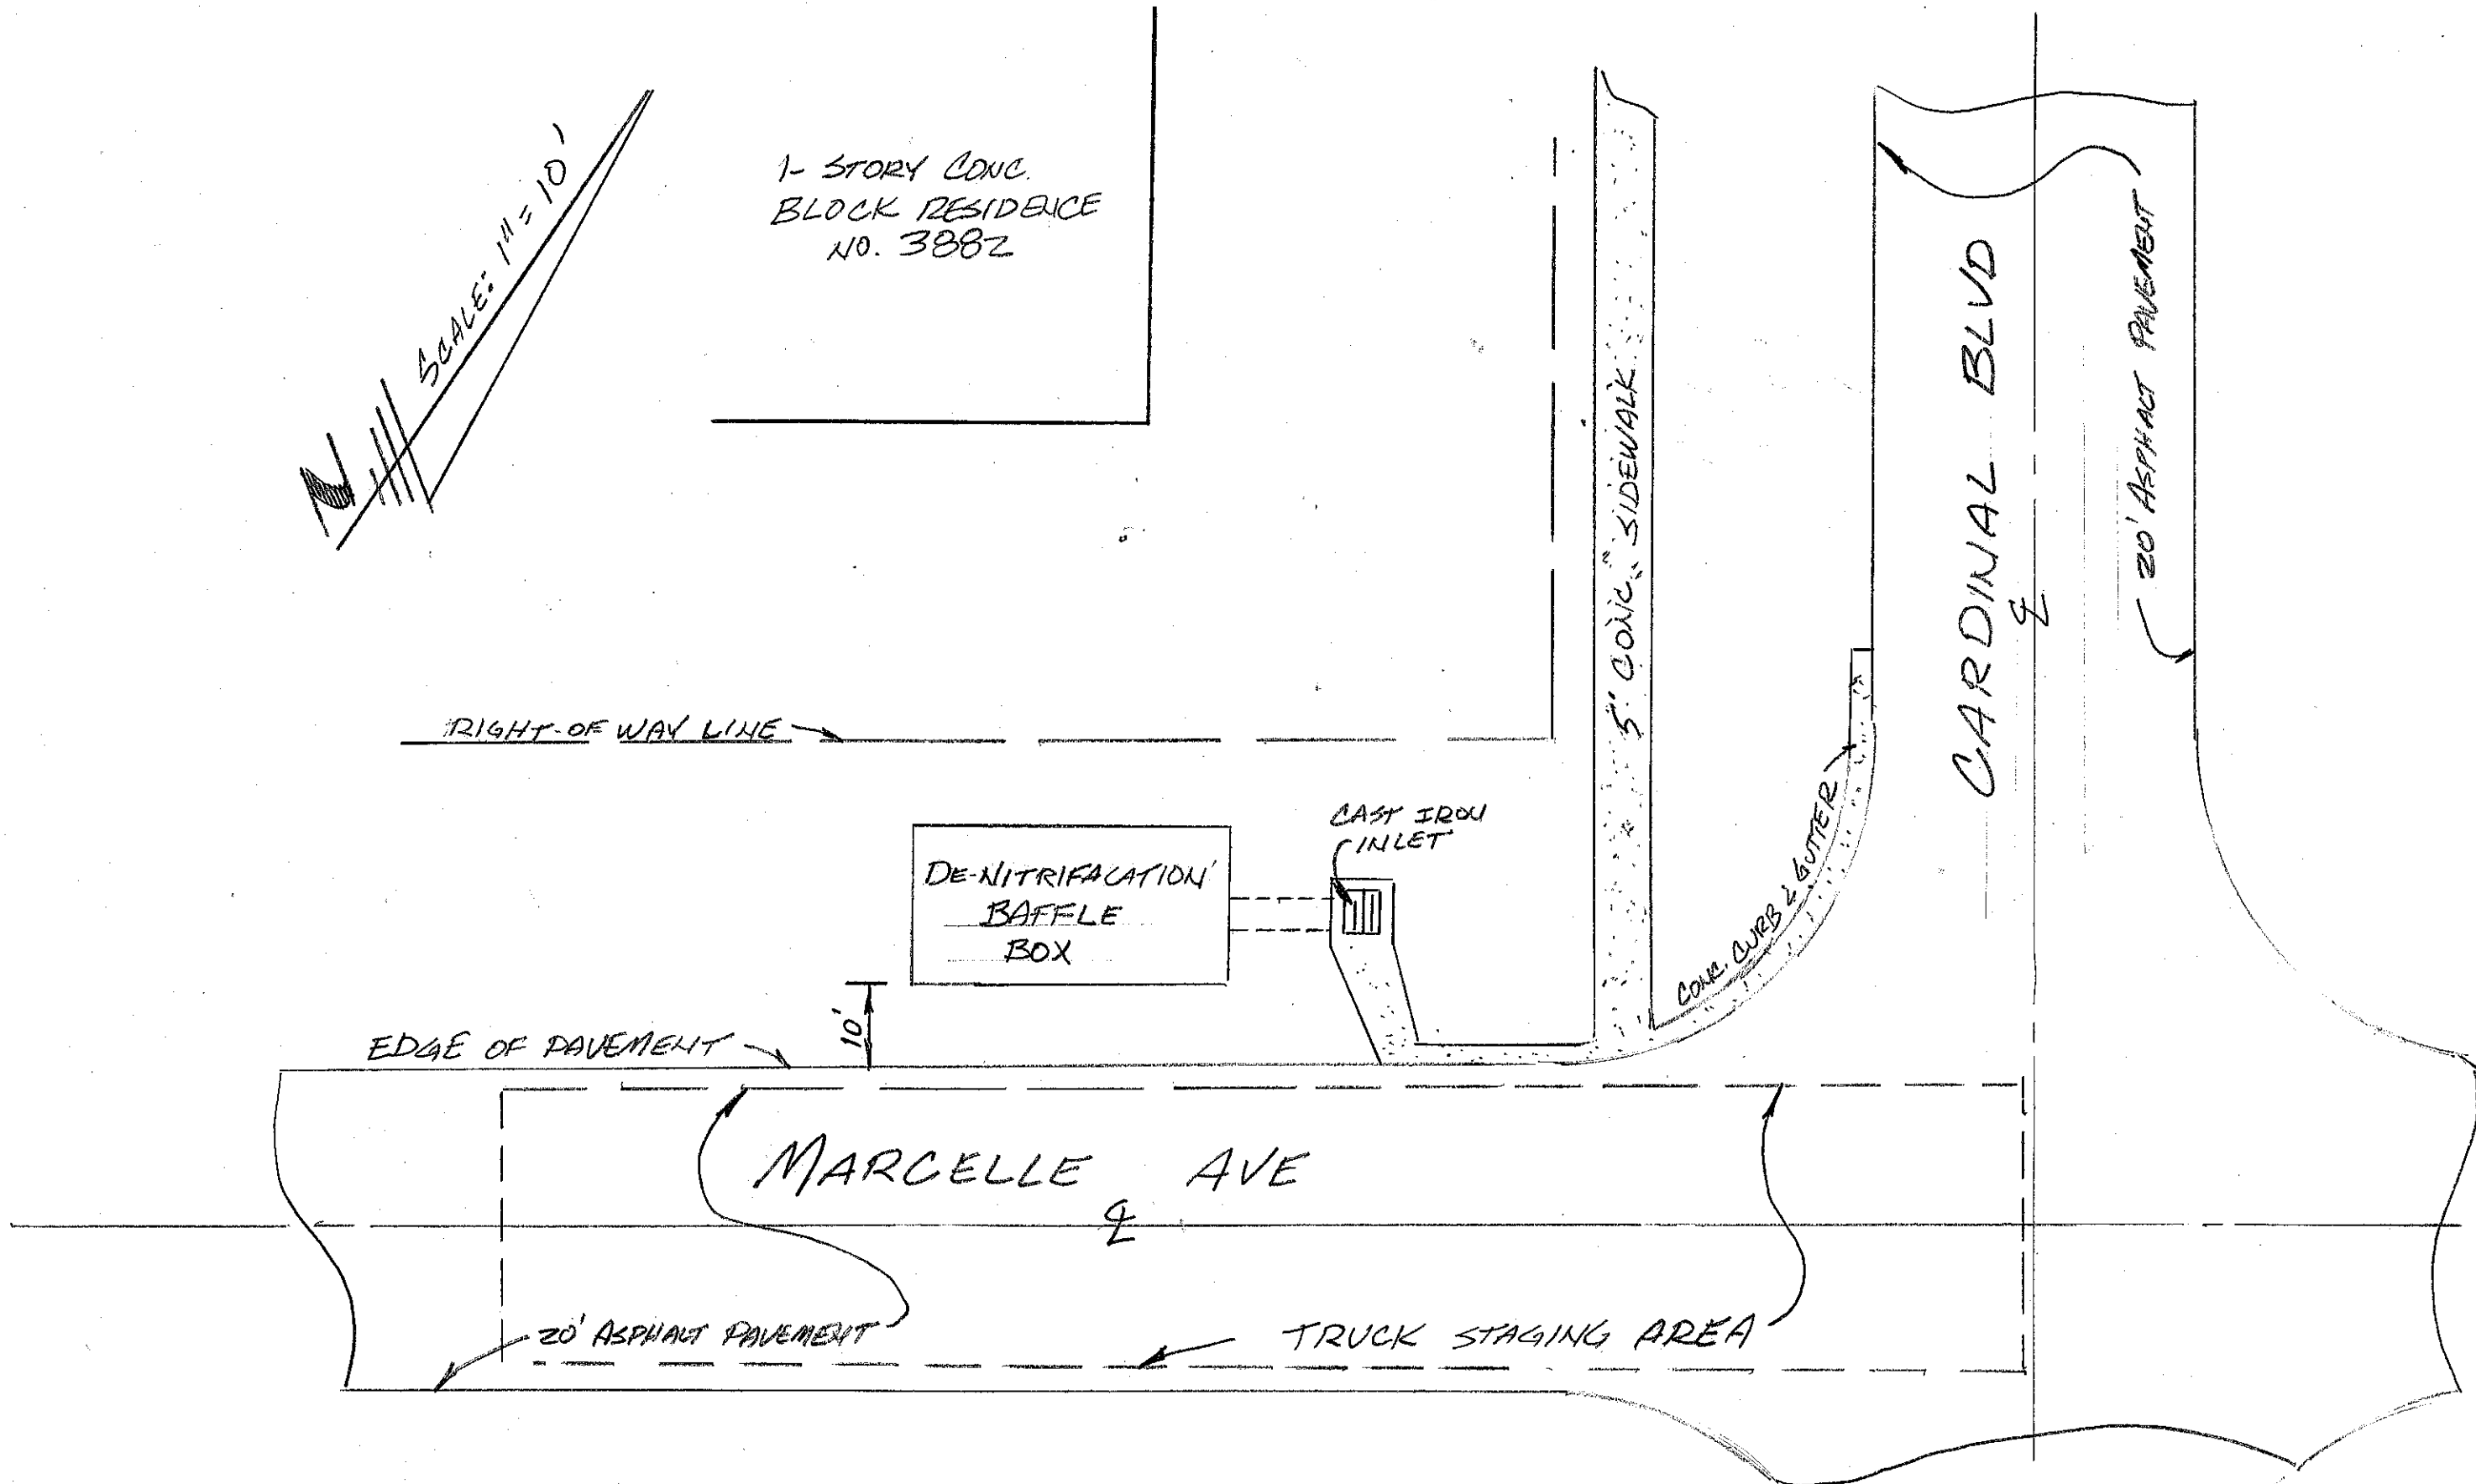 SCALE: 1" = 10'
N
1- STORY CONC.
BLOCK RESIDENCE
NO. 3882
5' CONC. SIDEWALK
CARDINAL BLVD
℄
20' ASPHALT PAVEMENT
RIGHT-OF WAY LINE
CAST IRON
INLET
DE-NITRIFACATION
BAFFLE
BOX
CONC. CURB & GUTTER
10'
EDGE OF PAVEMENT
MARCELLE AVE
℄
20' ASPHALT PAVEMENT
TRUCK STAGING AREA